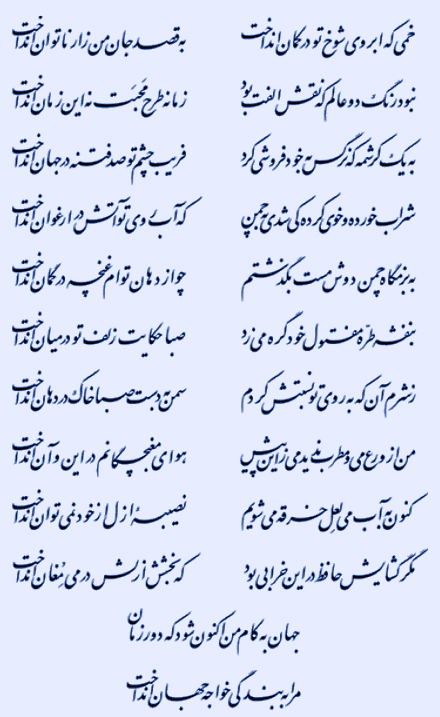 خمی که ابروی شوخ تو در کمان انداخت به قصد جان من زار ناتوان انداخت
نبود رنگ دو عالم که نقش الفت بود زمانه طرح محبت نه این زمان انداخت
به یک کرشمه که نرگس به خودفروشی کرد فریب چشم تو صد فتنه در جهان انداخت
شراب خورده و خوی کرده کی شدی به چمن که آب روی تو آتش در ارغوان انداخت
به بزمگاه چمن دوش مست بگذشتم چو از دهان توام غنچه در گمان انداخت
بنفشه طره مفتول خود گره می‌زد صبا حکایت زلف تو در میان انداخت
ز شرم آن که به روی تو نسبتش کردم سمن به دست صبا خاک در دهان انداخت
من از ورع می و مطرب ندیدمی زین پیش هوای مغبچگانم در این و آن انداخت
کنون به آب می لعل خرقه می‌شویم نصیبه ازل از خود نمی‌توان انداخت
مگر گشایش حافظ در این خرابی بود که بخشش ازلش در می مغان انداخت
جهان به کام من اکنون شود که دور زمان
مرا به بندگی خواجه جهان انداخت